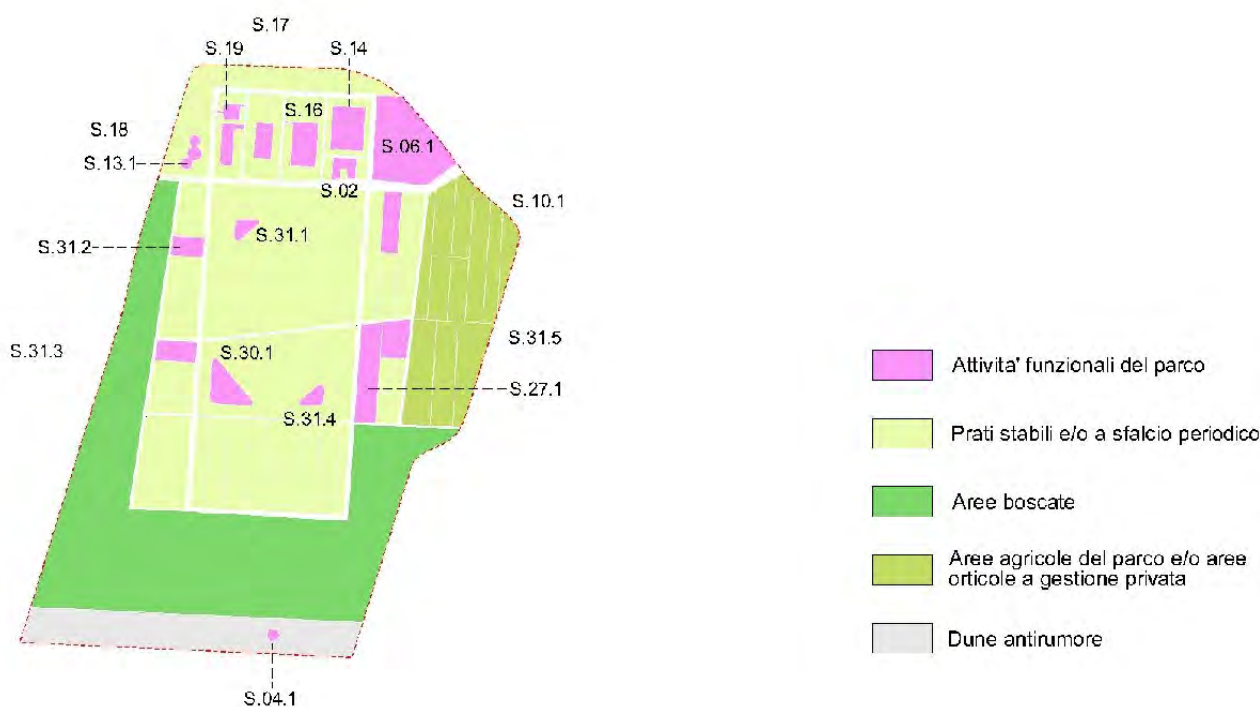 S.17
S.19
S.14
S.16
S.18
S.06.1
S.13.1
S.02
S.10.1
S.31.1
S.31.2
S.31.5
S.31.3
S.30.1
S.27.1
S.31.4
S.04.1
Attivita' funzionali del parco
Prati stabili e/o a sfalcio periodico
Aree boscate
Aree agricole del parco e/o aree
orticole a gestione privata
Dune antirumore